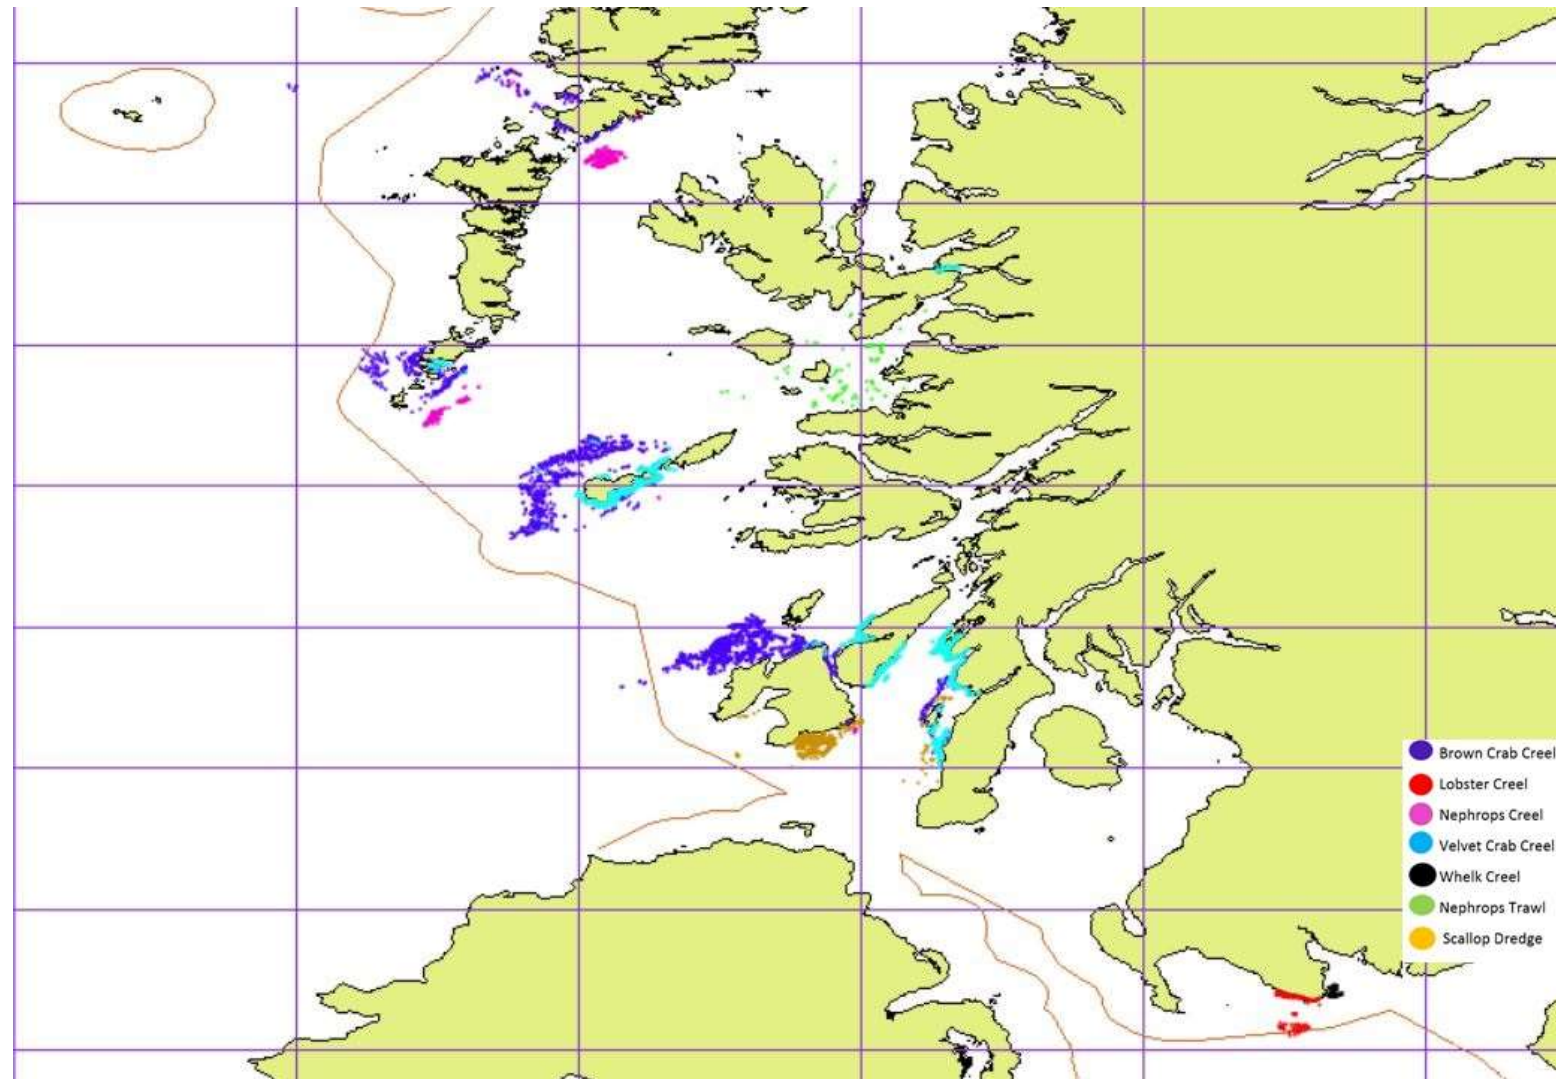 Brown Crab Creel
Lobster Creel
Nephrops Creel
Velvet Crab Creel
Whelk Creel
Nephrops Trawl
Scallop Dredge